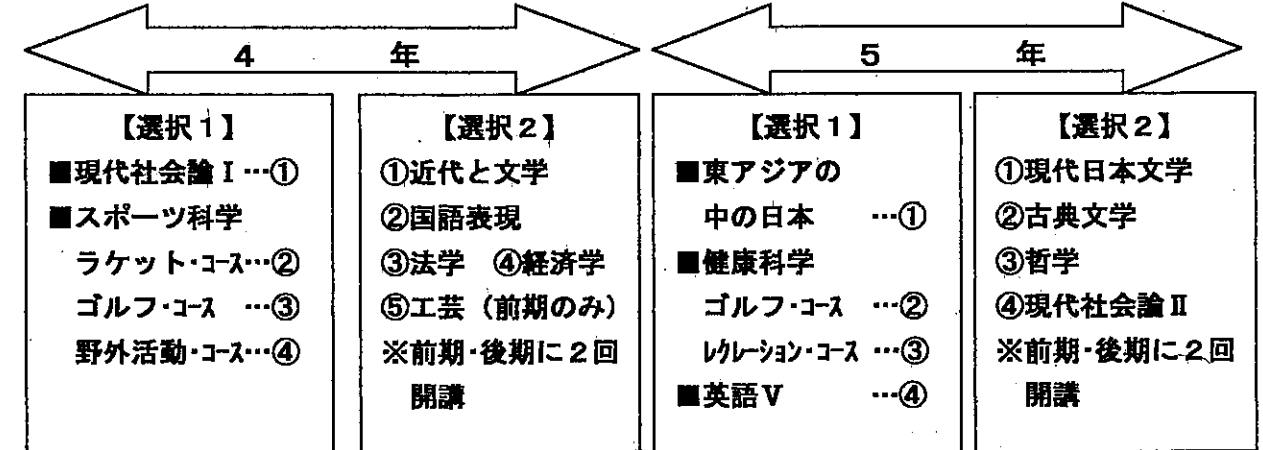 4 年
【選択1】
■現代社会論Ⅰ…①
■スポーツ科学
ラケット・コース…②
ゴルフ・コース …③
野外活動・コース…④
【選択2】
①近代と文学
②国語表現
③法学 ④経済学
⑤工芸（前期のみ）
※前期・後期に2回
開講
5 年
【選択1】
■東アジアの
中の日本 …①
■健康科学
ゴルフ・コース …②
レクレーション・コース …③
■英語Ⅴ …④
【選択2】
①現代日本文学
②古典文学
③哲学
④現代社会論Ⅱ
※前期・後期に2回
開講